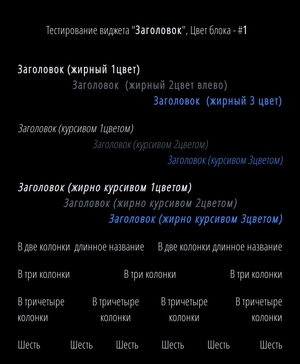 Тестирование виджета "Заголовок", Цвет блока - #1
Заголовок (жирный 1цвет)
Заголовок (жирный 2цвет влево)
Заголовок (жирный 3 цвет)
Заголовок (курсивом 1цветом)
Заголовок (курсивом 2цветом)
Заголовок (курсивом 3цветом)
Заголовок (жирно курсивом 1цветом)
Заголовок (жирно курсивом 2цветом)
Заголовок (жирно курсивом 3цветом)
В две колонки длинное название В две колонки длинное название
В три колонки В три колонки В три колонки
В тричетыре В тричетыре В тричетыре В тричетыре
колонки колонки колонки колонки
Шесть Шесть Шесть Шесть Шесть Шесть